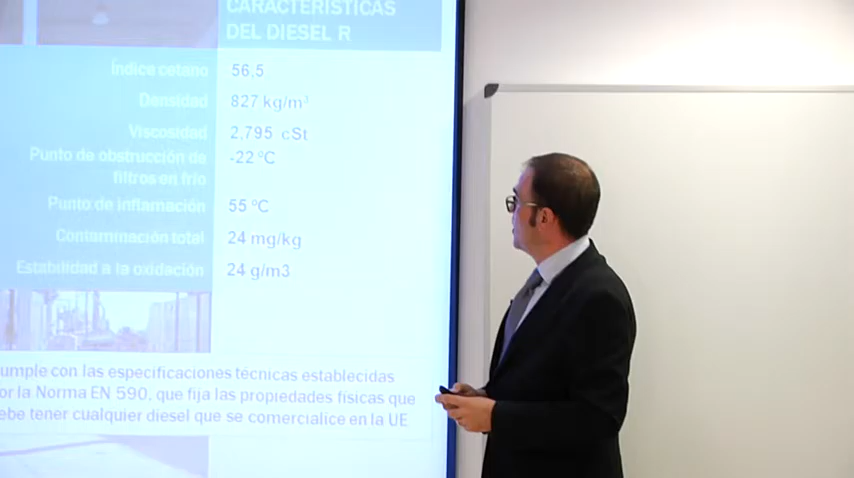 CARACTERÍSTICAS
DEL DIESEL R
Índice cetano 56,5
Densidad 827 kg/m³
Viscosidad 2,795 cSt
Punto de obstrucción de -22 ºC
filtros en frío
Punto de inflamación 55 ºC
Contaminación total 24 mg/kg
Estabilidad a la oxidación 24 g/m3
umple con las especificaciones técnicas establecidas
or la Norma EN 590, que fija las propiedades físicas que
ebe tener cualquier diesel que se comercialice en la UE